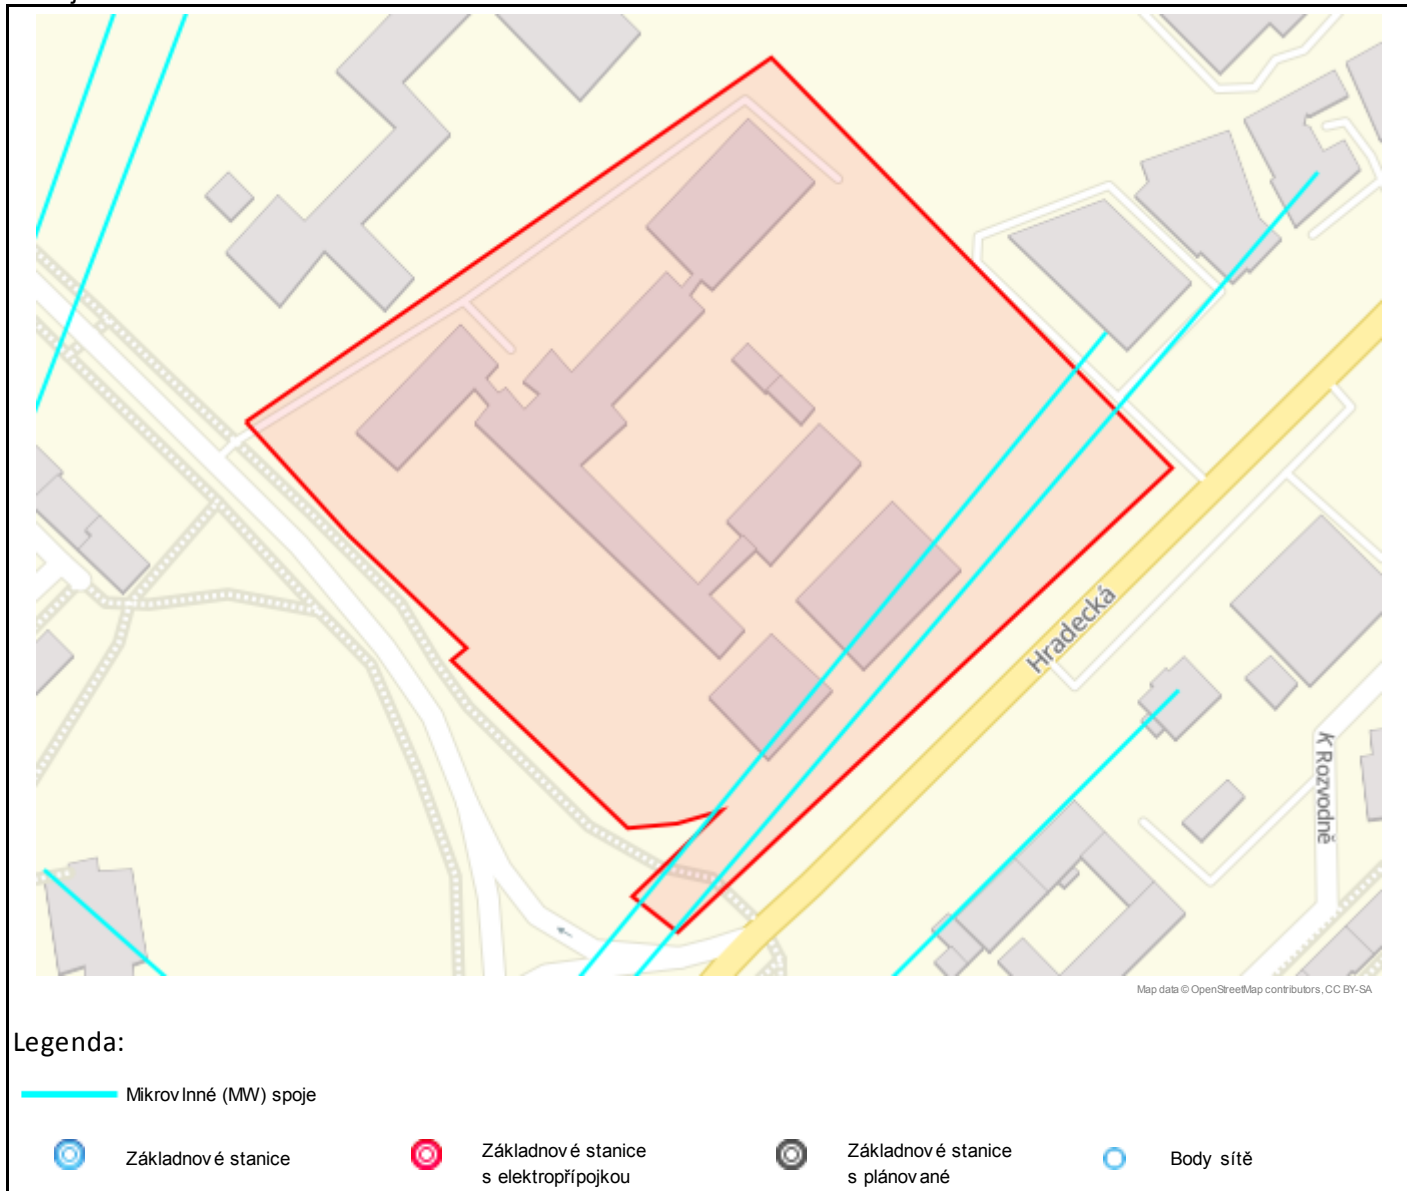 Hradecká
K Rozvodně
Map data © OpenStreetMap contributors, CC BY-SA
Legenda:
Mikrovlnné (MW) spoje
Základnové stanice
Základnové stanice
s elektropřípojkou
Základnové stanice
s plánované
Body sítě